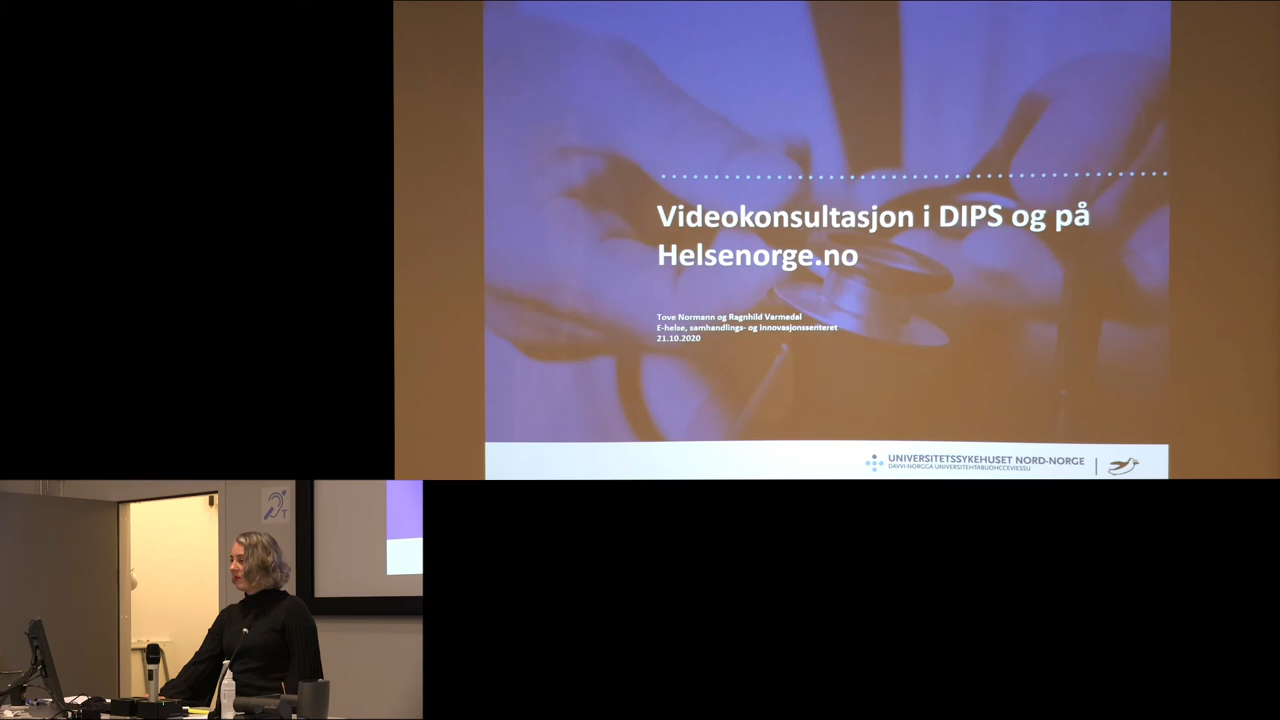 Videokonsultasjon i DIPS og på
Helsenorge.no
Tove Normann og Ragnhild Varmedal
E-helse, samhandlings- og innovasjonssenteret
21.10.2020
UNIVERSITETSSYKEHUSET NORD-NORGE
DAVVI-NORGGA UNIVERSITEHTABUOHCCEVIESSU
T